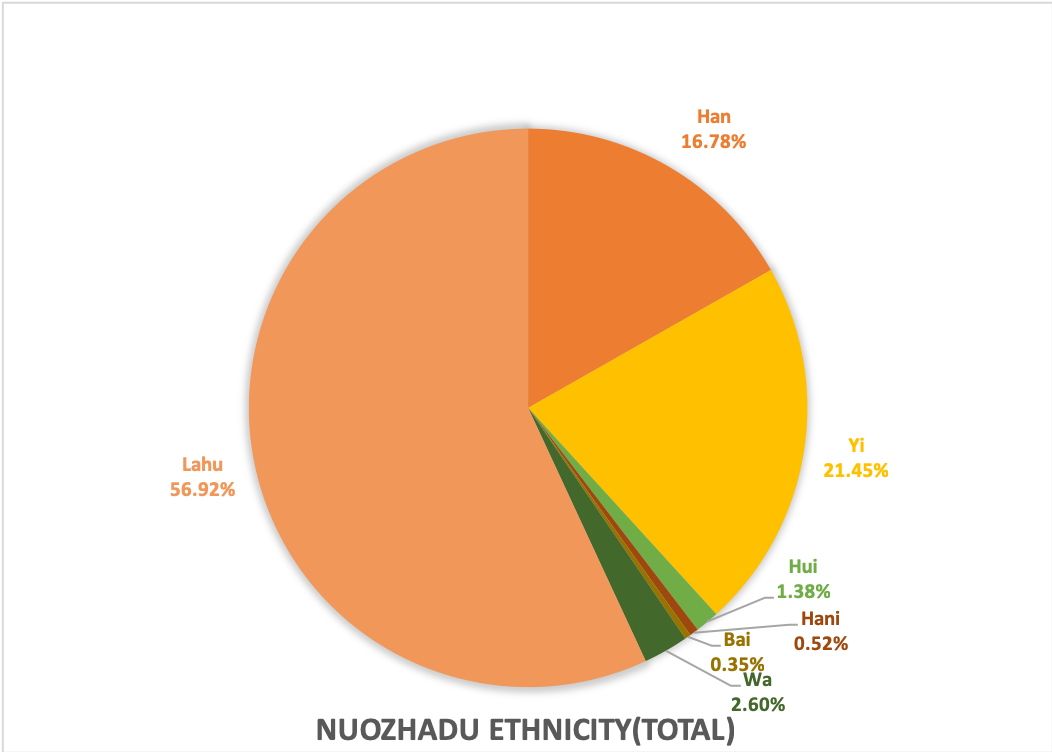 Han
16.78%
Yi
21.45%
Hui
1.38%
Hani
0.52%
Bai
0.35%
Wa
2.60%
Lahu
56.92%
NUOZHADU ETHNICITY(TOTAL)